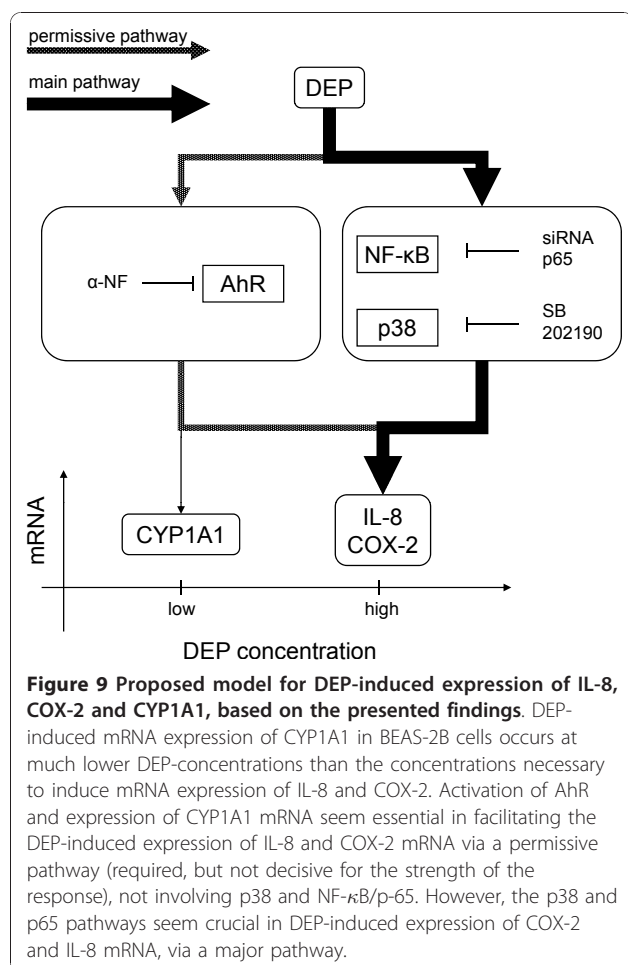 permissive pathway
main pathway
DEP
α-NF
AhR
NF-κB
siRNA
p65
p38
SB
202190
mRNA
CYP1A1
IL-8
COX-2
low
high
DEP concentration
Figure 9 Proposed model for DEP-induced expression of IL-8,
COX-2 and CYP1A1, based on the presented findings. DEP-
induced mRNA expression of CYP1A1 in BEAS-2B cells occurs at
much lower DEP-concentrations than the concentrations necessary
to induce mRNA expression of IL-8 and COX-2. Activation of AhR
and expression of CYP1A1 mRNA seem essential in facilitating the
DEP-induced expression of IL-8 and COX-2 mRNA via a permissive
pathway (required, but not decisive for the strength of the
response), not involving p38 and NF-κB/p-65. However, the p38 and
p65 pathways seem crucial in DEP-induced expression of COX-2
and IL-8 mRNA, via a major pathway.